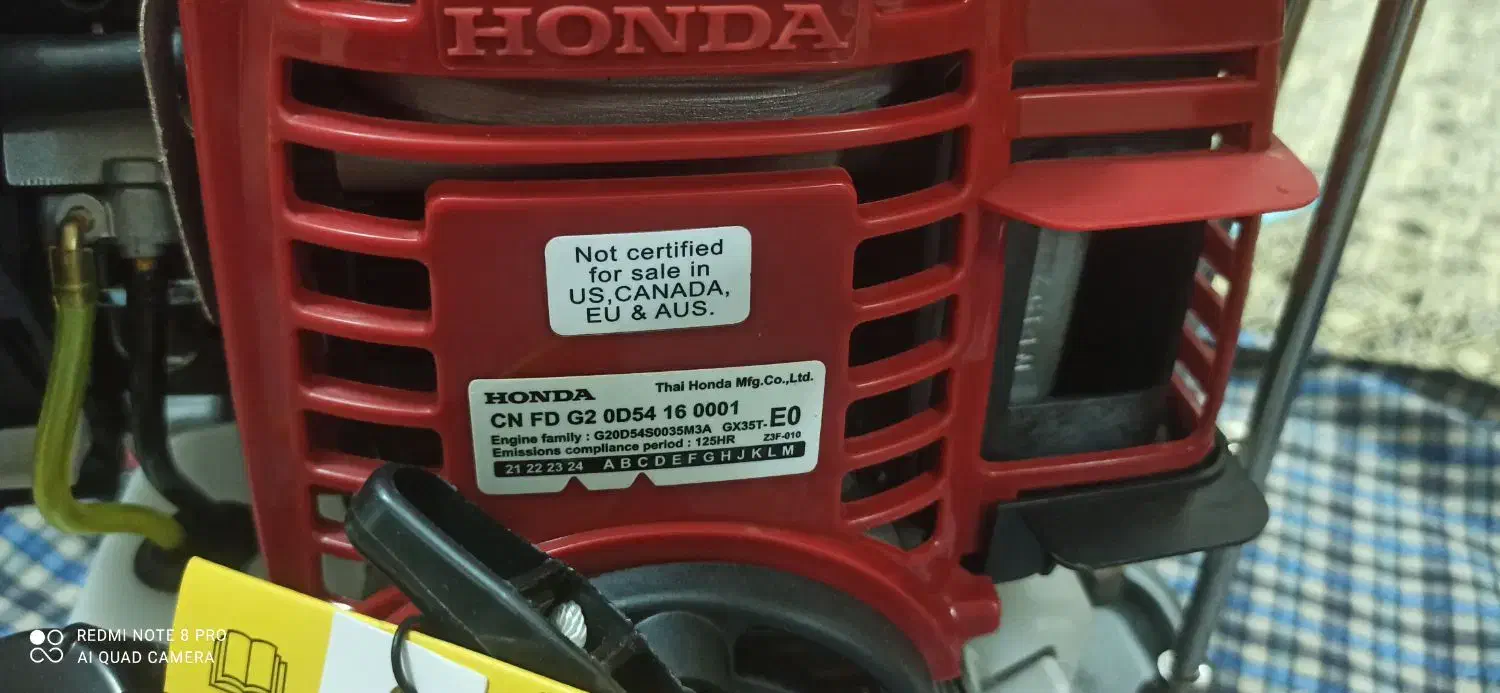 HONDA
Not certified
for sale in
US,CANADA,
EU & AUS.
HONDA Thai Honda Mfg.Co.,Ltd.
CN FD G2 0D54 16 0001
GX35T-E0
Engine family : G20D54S0035M3A
Emissions compliance period : 125HR
Z3F-010
21 22 23 24 A B C D E F G H J K L M
REDMI NOTE 8 PRO
AI QUAD CAMERA